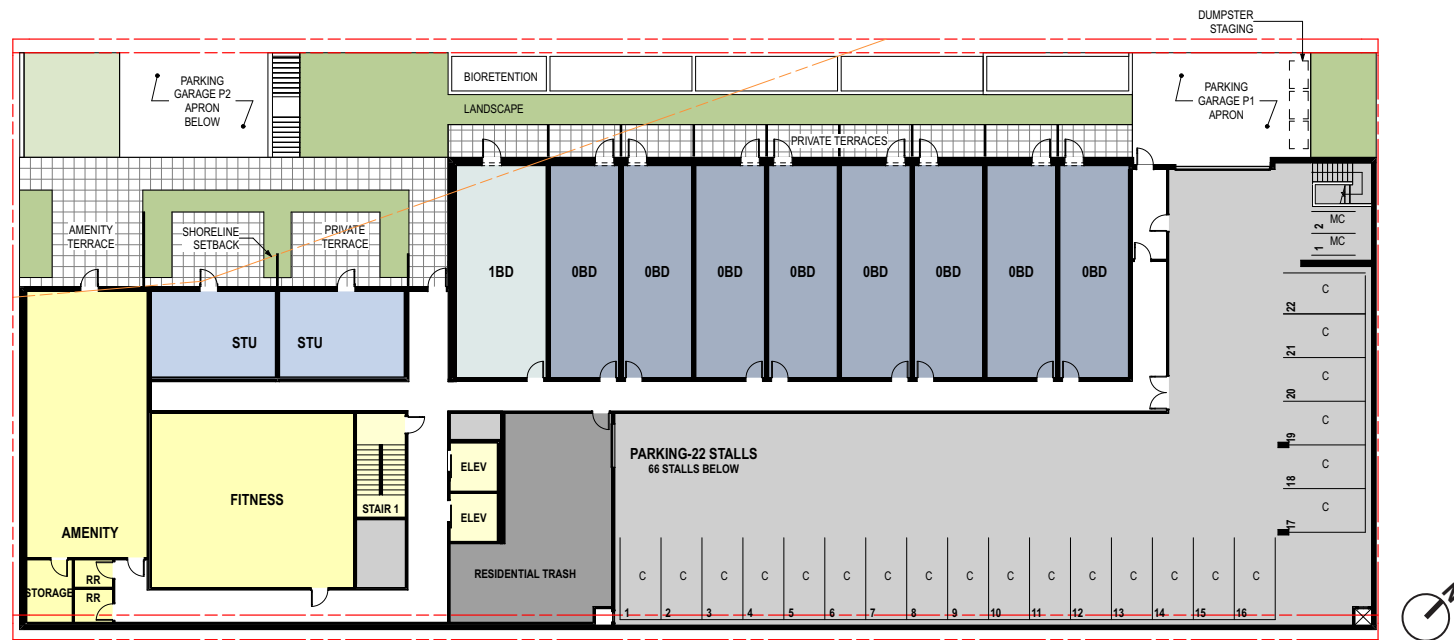 DUMPSTER
STAGING
PARKING
GARAGE P2
APRON
BELOW
BIORETENTION
LANDSCAPE
PARKING
GARAGE P1
APRON
PRIVATE TERRACES
AMENITY
TERRACE
SHORELINE
SETBACK
PRIVATE
TERRACE
1BD
0BD
0BD
0BD
0BD
0BD
0BD
0BD
0BD
2 MC
1 MC
STU
STU
22 C
21 C
20 C
19 C
18 C
17 C
PARKING-22 STALLS
66 STALLS BELOW
ELEV
ELEV
STAIR 1
FITNESS
AMENITY
RESIDENTIAL TRASH
STORAGE
RR
RR
C C C C C C C C C C C C C C C C
1 2 3 4 5 6 7 8 9 10 11 12 13 14 15 16
N